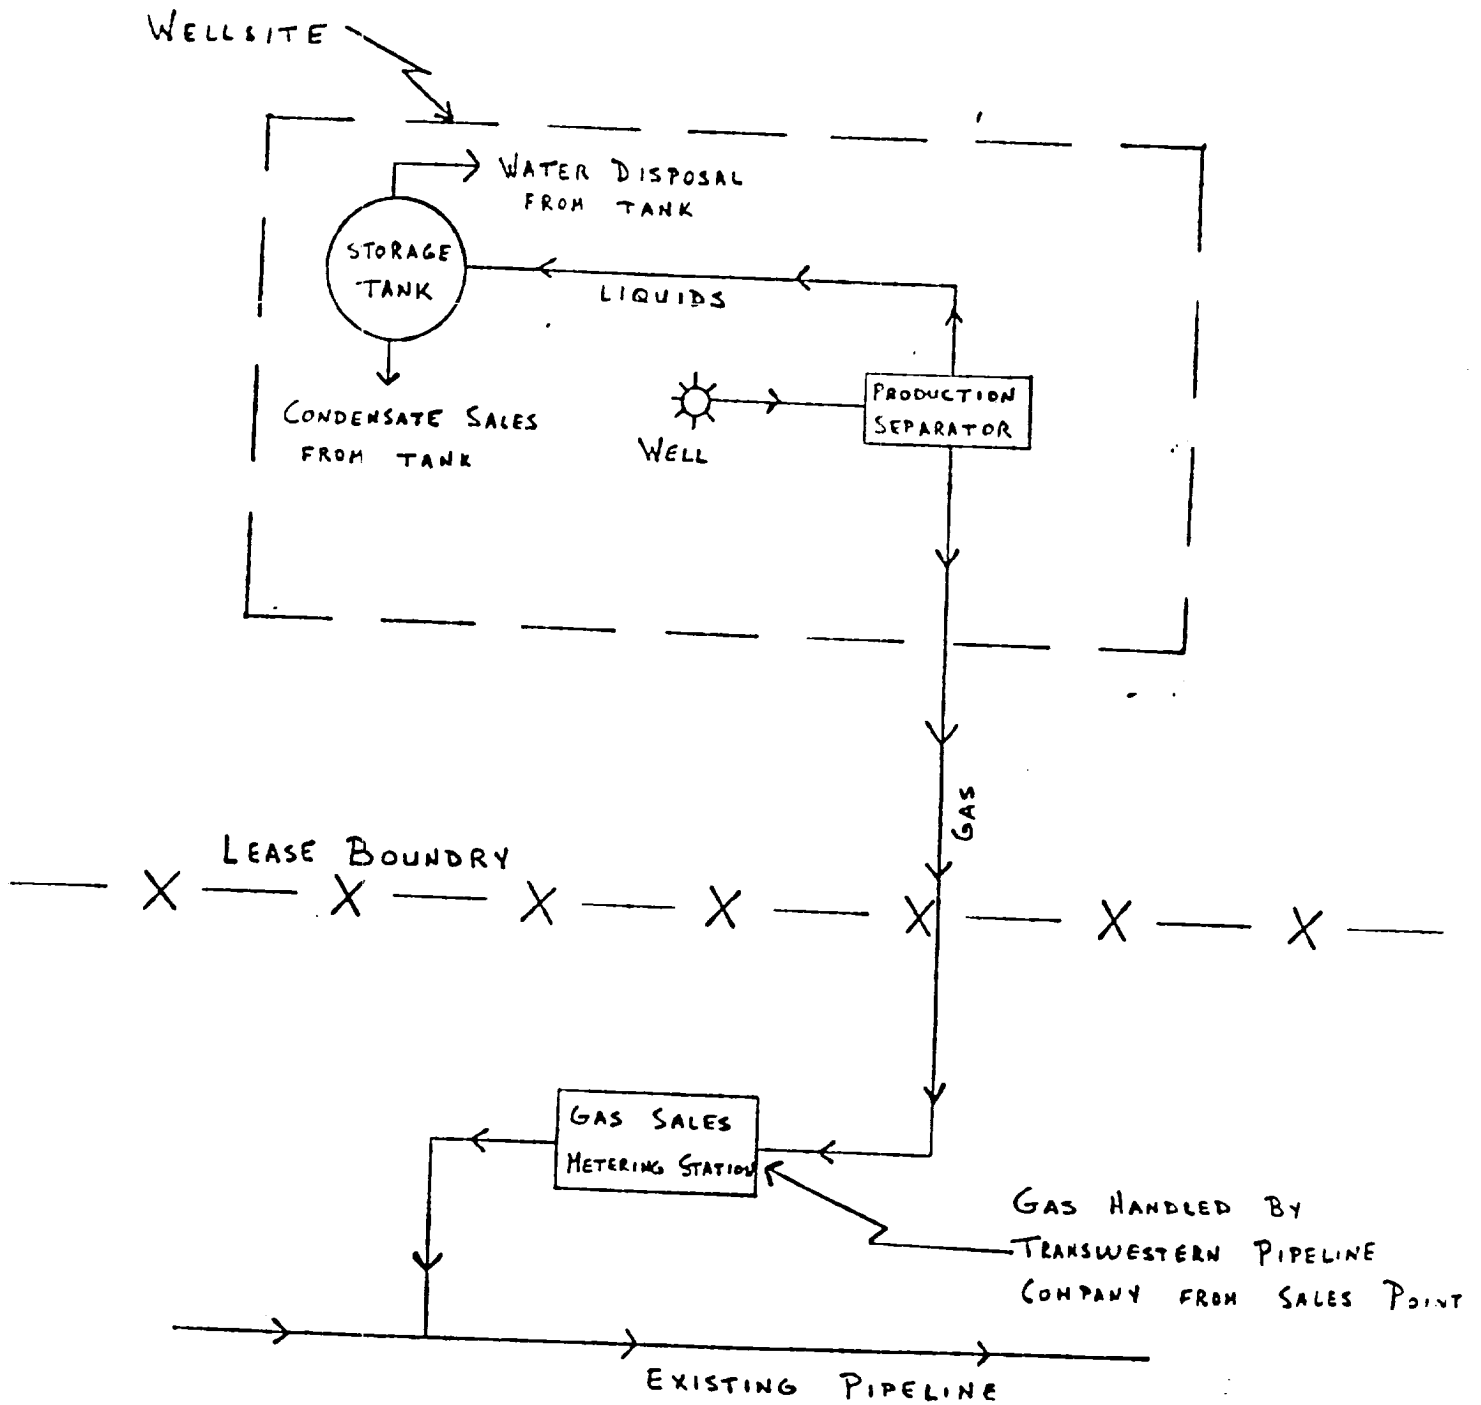 WELLSITE
WATER DISPOSAL
FROM TANK
STORAGE
TANK
LIQUIDS
PRODUCTION
SEPARATOR
CONDENSATE SALES
FROM TANK
WELL
GAS
LEASE BOUNDRY
GAS SALES
METERING STATION
GAS HANDLED BY
TRANSWESTERN PIPELINE
COMPANY FROM SALES POINT
EXISTING PIPELINE